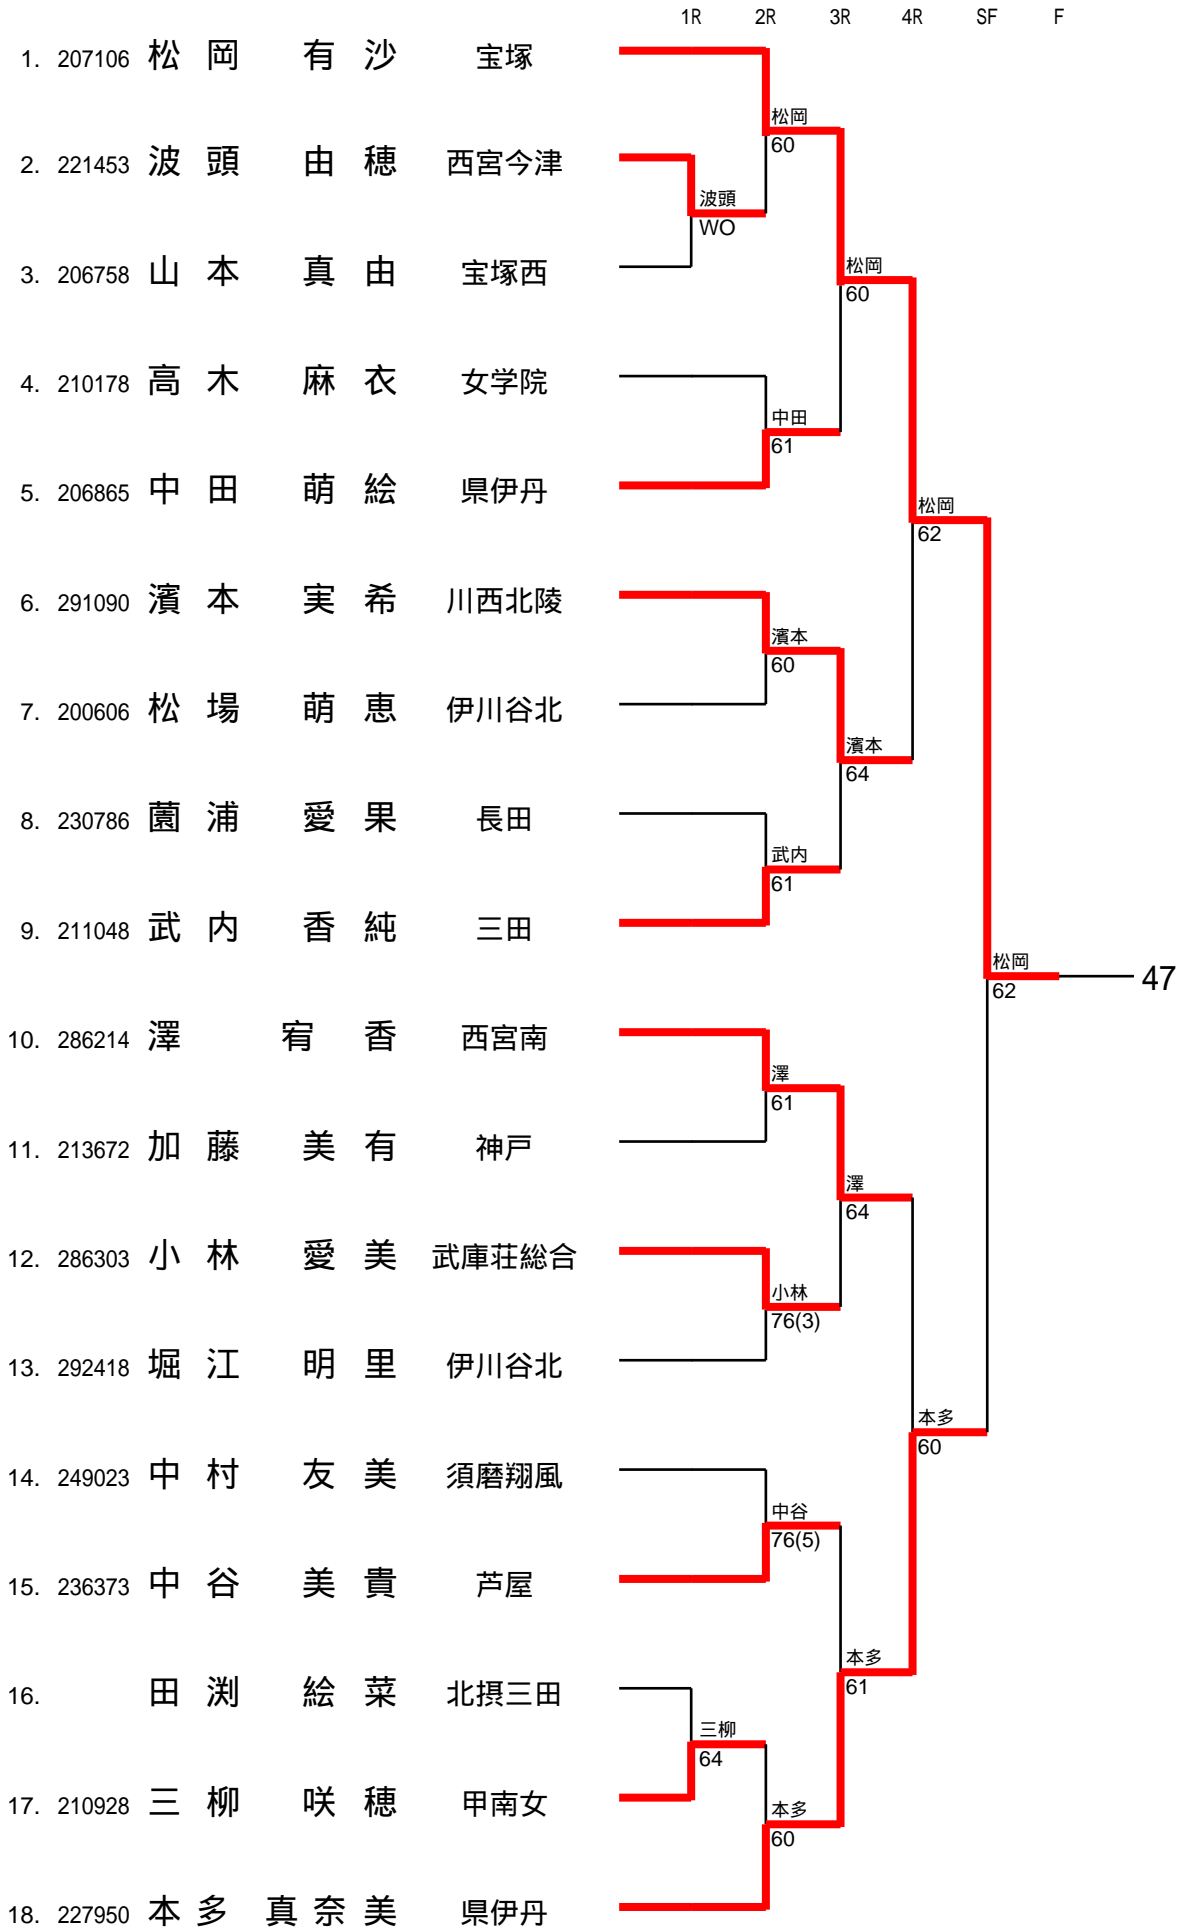 1R 2R 3R 4R SF F
1. 207106 松岡 有沙 宝塚
松岡
60
2. 221453 波頭 由穂 西宮今津
波頭
WO
3. 206758 山本 真由 宝塚西
松岡
60
4. 210178 高木 麻衣 女学院
中田
61
5. 206865 中田 萌絵 県伊丹
松岡
62
6. 291090 濱本 実希 川西北陵
濱本
60
7. 200606 松場 萌恵 伊川谷北
濱本
64
8. 230786 薗浦 愛果 長田
武内
61
9. 211048 武内 香純 三田
松岡
62
47
10. 286214 澤 宥香 西宮南
澤
61
11. 213672 加藤 美有 神戸
澤
64
12. 286303 小林 愛美 武庫荘総合
小林
76(3)
13. 292418 堀江 明里 伊川谷北
本多
60
14. 249023 中村 友美 須磨翔風
中谷
76(5)
15. 236373 中谷 美貴 芦屋
本多
61
16. 田渕 絵菜 北摂三田
三柳
64
17. 210928 三柳 咲穂 甲南女
本多
60
18. 227950 本多 真奈美 県伊丹